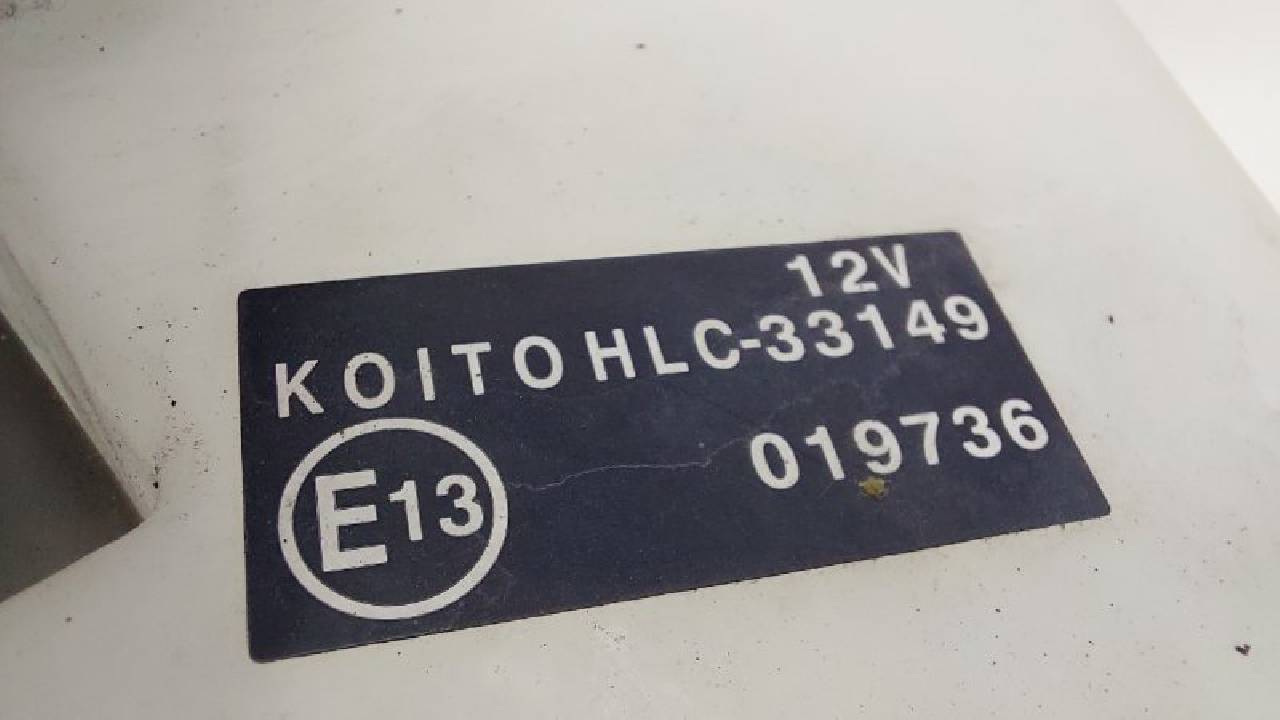 12V
KOITO HLC-33149
019736
E13